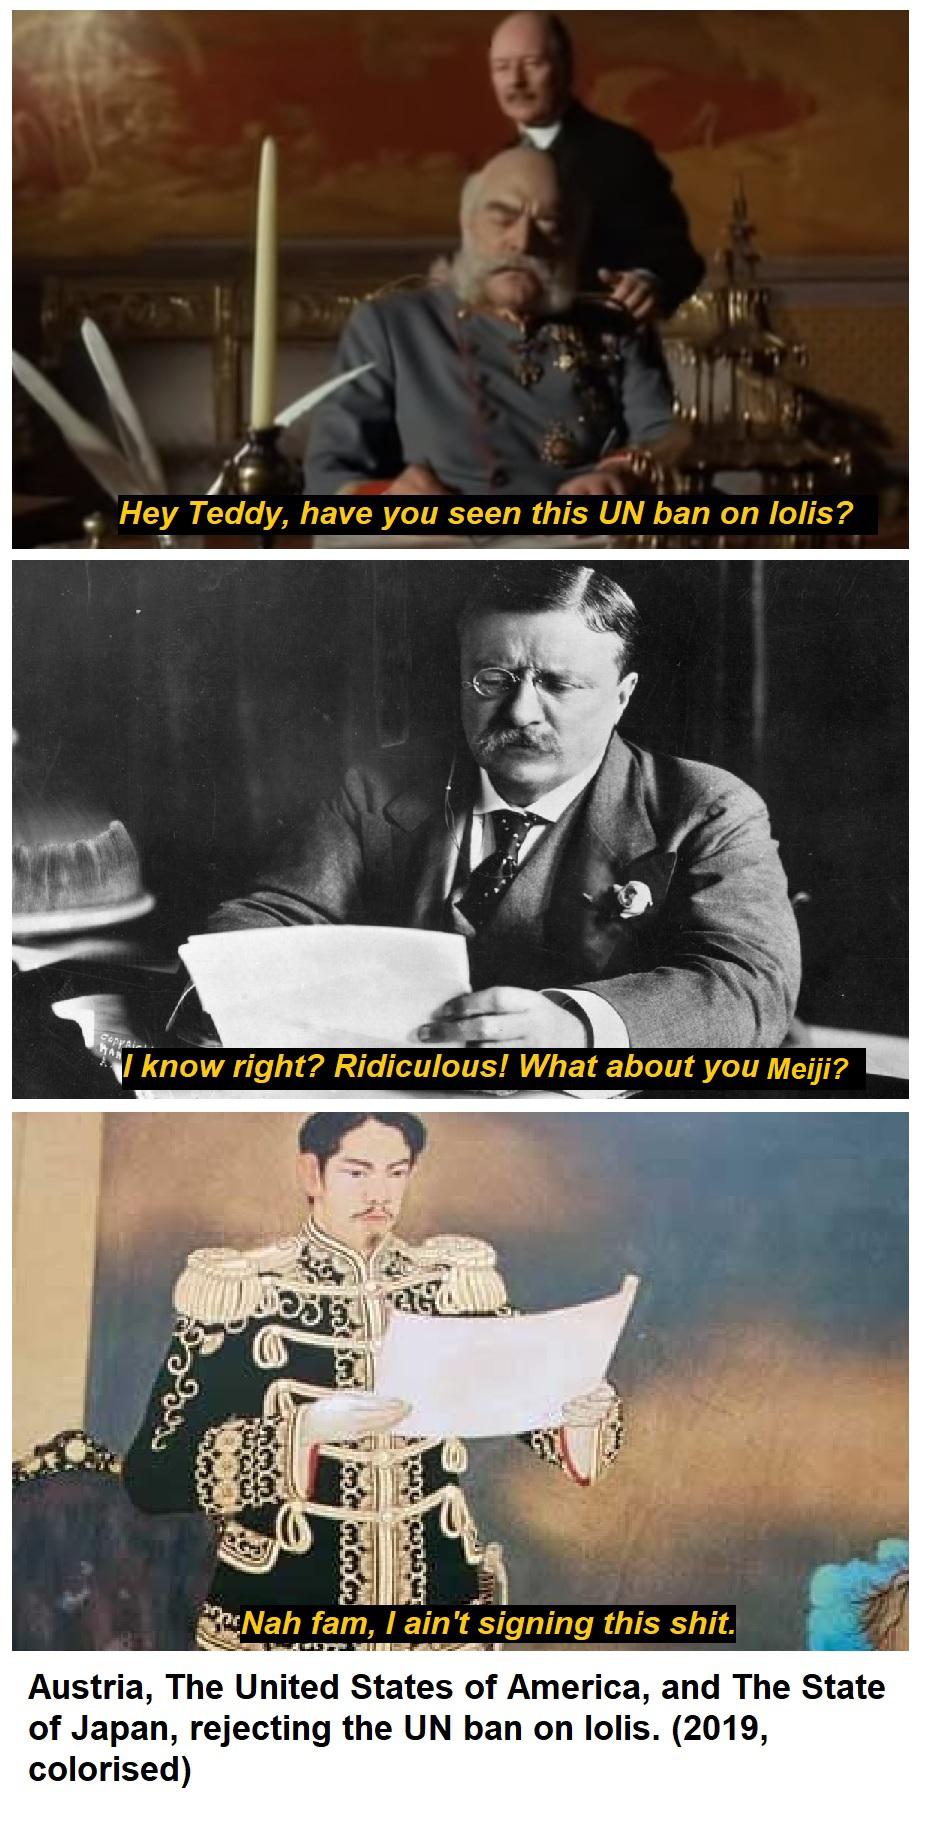 Hey Teddy, have you seen this UN ban on lolis?
I know right? Ridiculous! What about you Meiji?
Nah fam, I ain't signing this shit.
Austria, The United States of America, and The State
of Japan, rejecting the UN ban on lolis. (2019,
colorised)